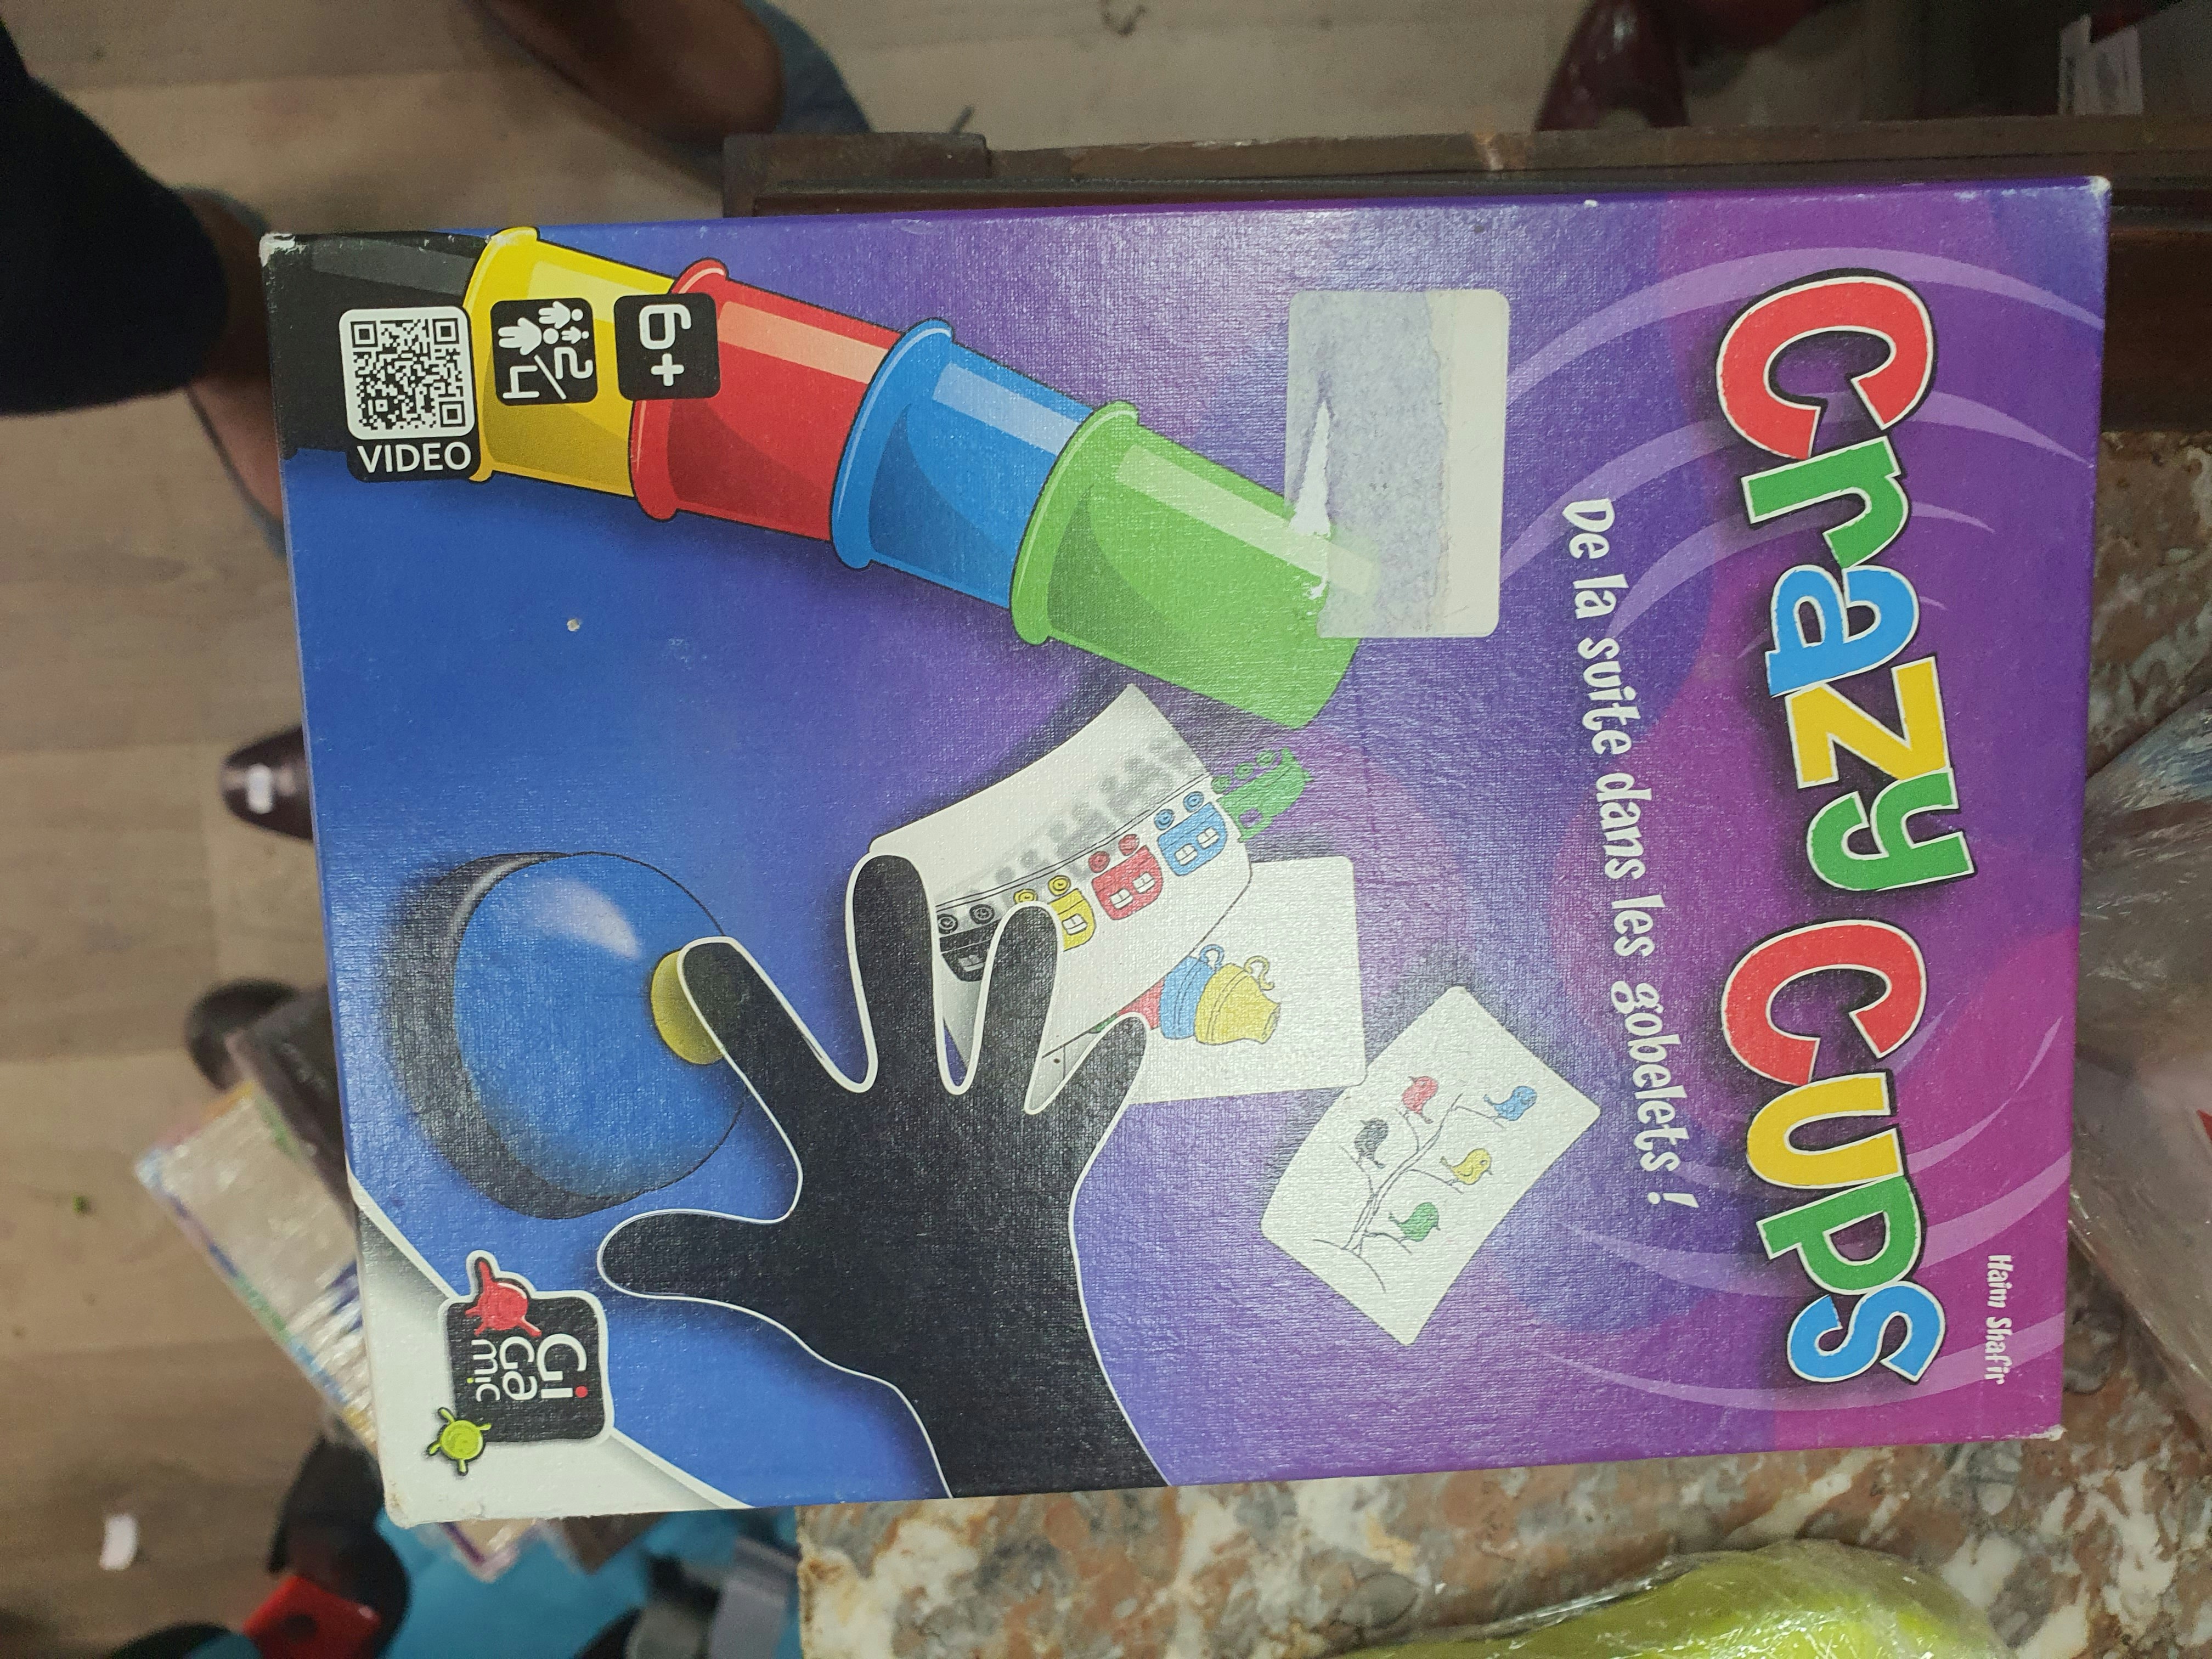 Haim Shafir
Crazy Cups
De la suite dans les gobelets !
6+
2/4
VIDEO
Gi
Ga
mic